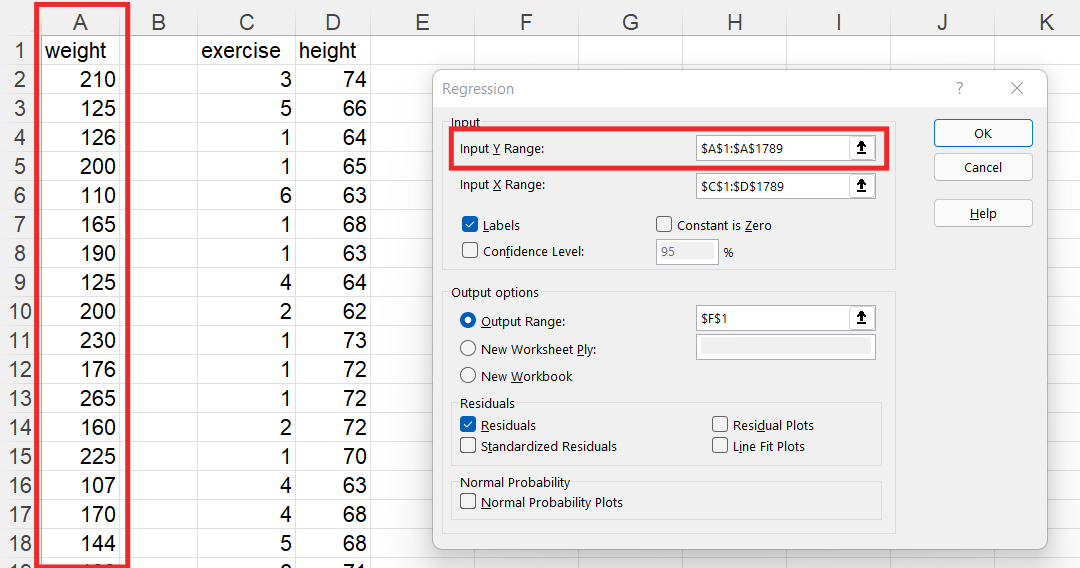 A B C D E F G H I J K
1 weight exercise height
2 210 3 74
3 125 5 66
4 126 1 64
5 200 1 65
6 110 6 63
7 165 1 68
8 190 1 63
9 125 4 64
10 200 2 62
11 230 1 73
12 176 1 72
13 265 1 72
14 160 2 72
15 225 1 70
16 107 4 63
17 170 4 68
18 144 5 68
19
Regression ? ×
Input
Input Y Range: $A$1:$A$1789
Input X Range: $C$1:$D$1789
Labels Constant is Zero
Confidence Level: 95 %
Output options
Output Range: $F$1
New Worksheet Ply:
New Workbook
Residuals
Residuals Residual Plots
Standardized Residuals Line Fit Plots
Normal Probability
Normal Probability Plots
OK
Cancel
Help